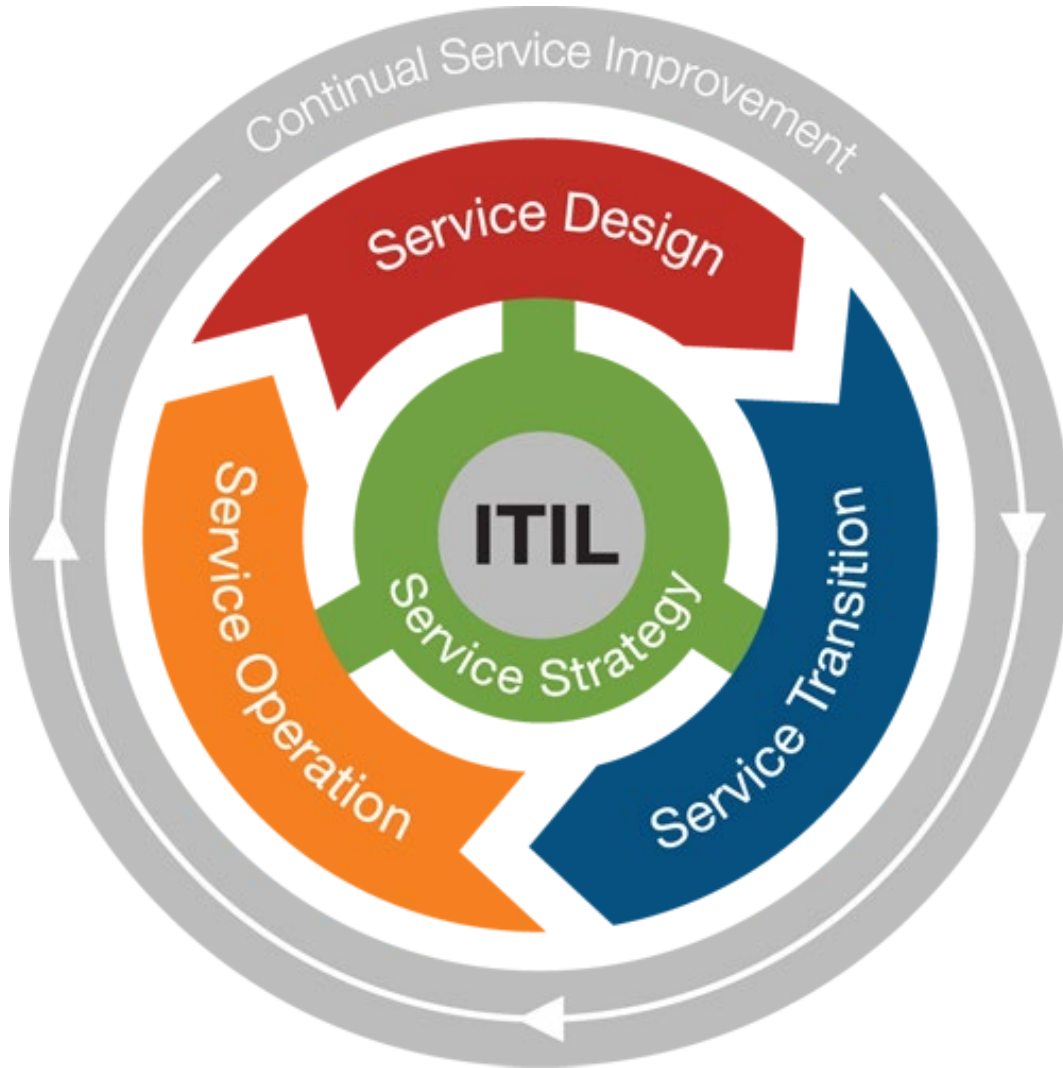 Continual Service Improvement
Service Design
ITIL
Service Strategy
Service Operation
Service Transition